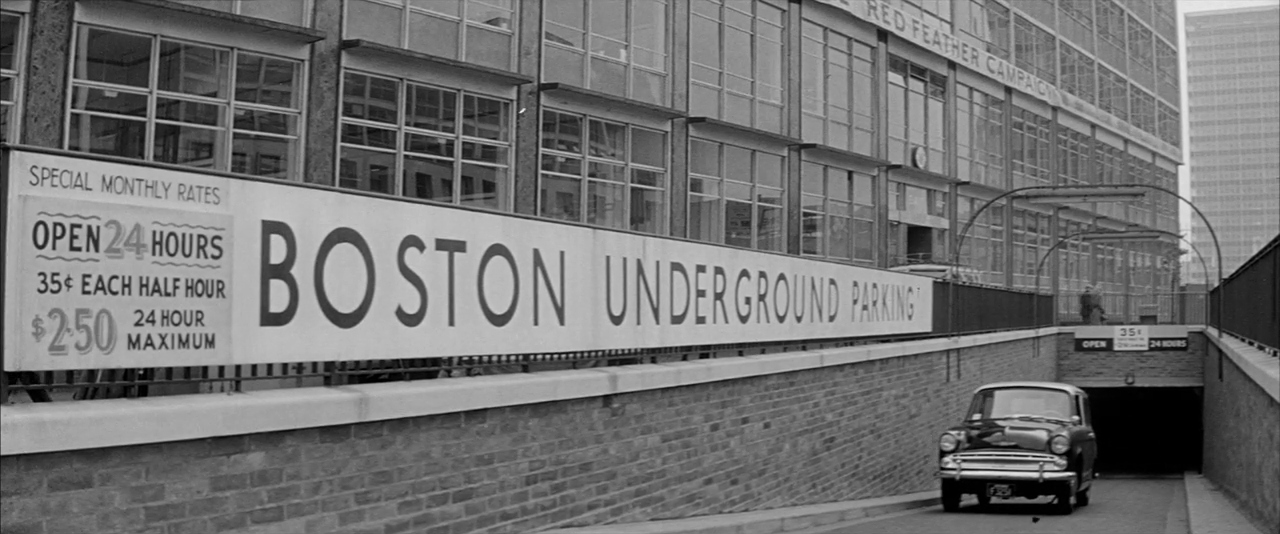 RED FEATHER CAMPAIGN
SPECIAL MONTHLY RATES
OPEN 24 HOURS
35¢ EACH HALF HOUR
$2.50 24 HOUR MAXIMUM
BOSTON UNDERGROUND PARKING
35¢
OPEN
24 HOURS